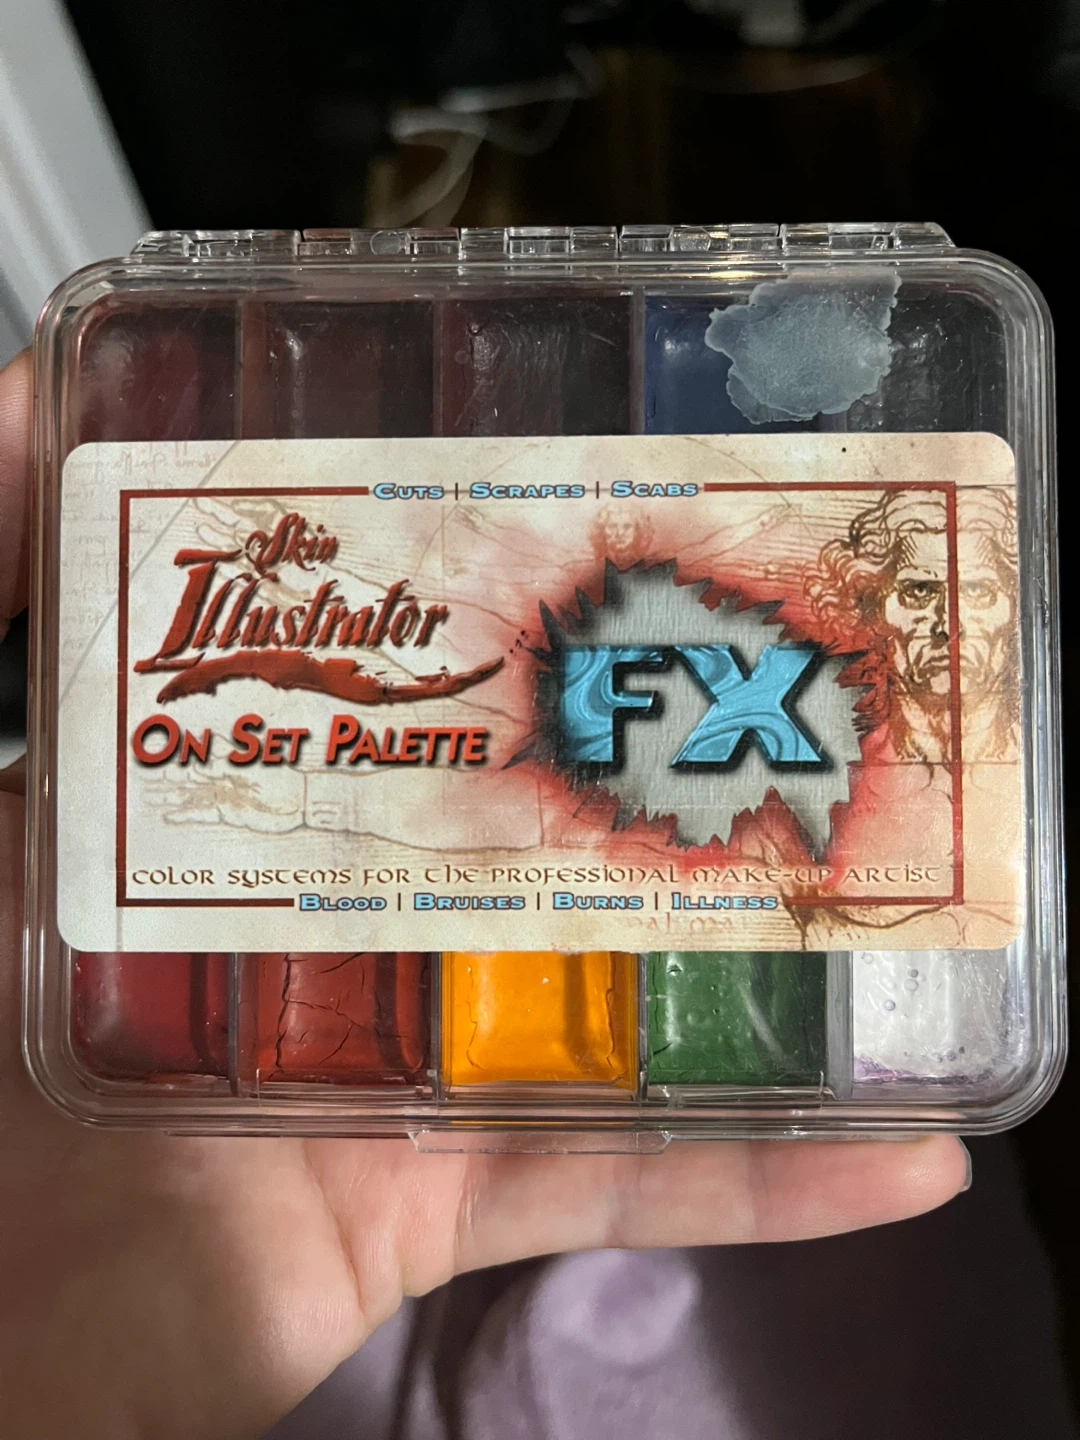 CUTS | SCRAPES | SCABS
Skin
Illustrator
ON SET PALETTE
FX
COLOR SYSTEMS FOR THE PROFESSIONAL MAKE-UP ARTIST
BLOOD | BRUISES | BURNS | ILLNESS